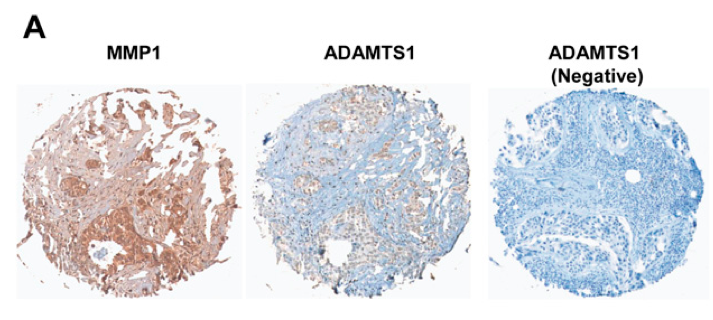 A
MMP1
ADAMTS1
ADAMTS1
(Negative)